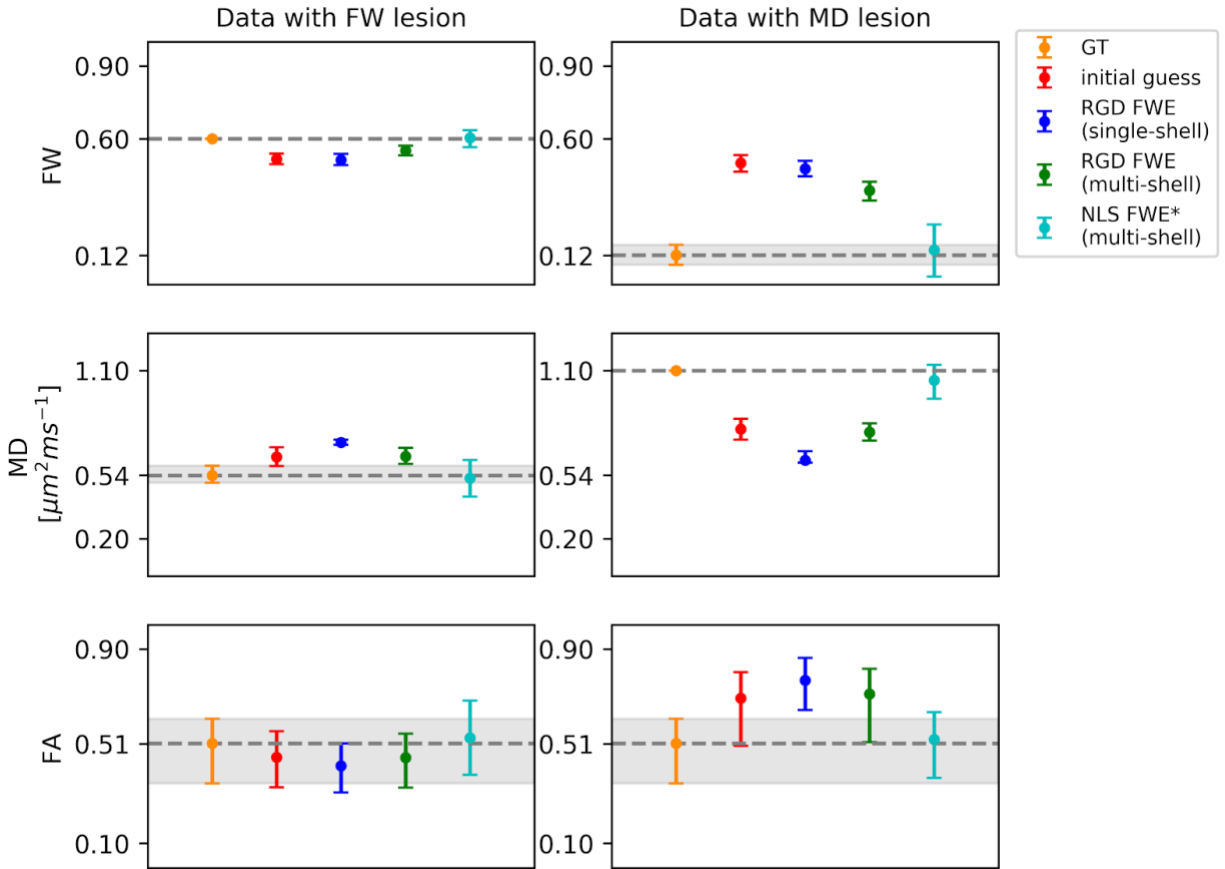 Data with FW lesion
Data with MD lesion
FW
0.90
0.60
0.12
0.90
0.60
0.12
GT
initial guess
RGD FWE
(single-shell)
RGD FWE
(multi-shell)
NLS FWE*
(multi-shell)
MD
[μm²ms⁻¹]
1.10
0.54
0.20
1.10
0.54
0.20
FA
0.90
0.51
0.10
0.90
0.51
0.10